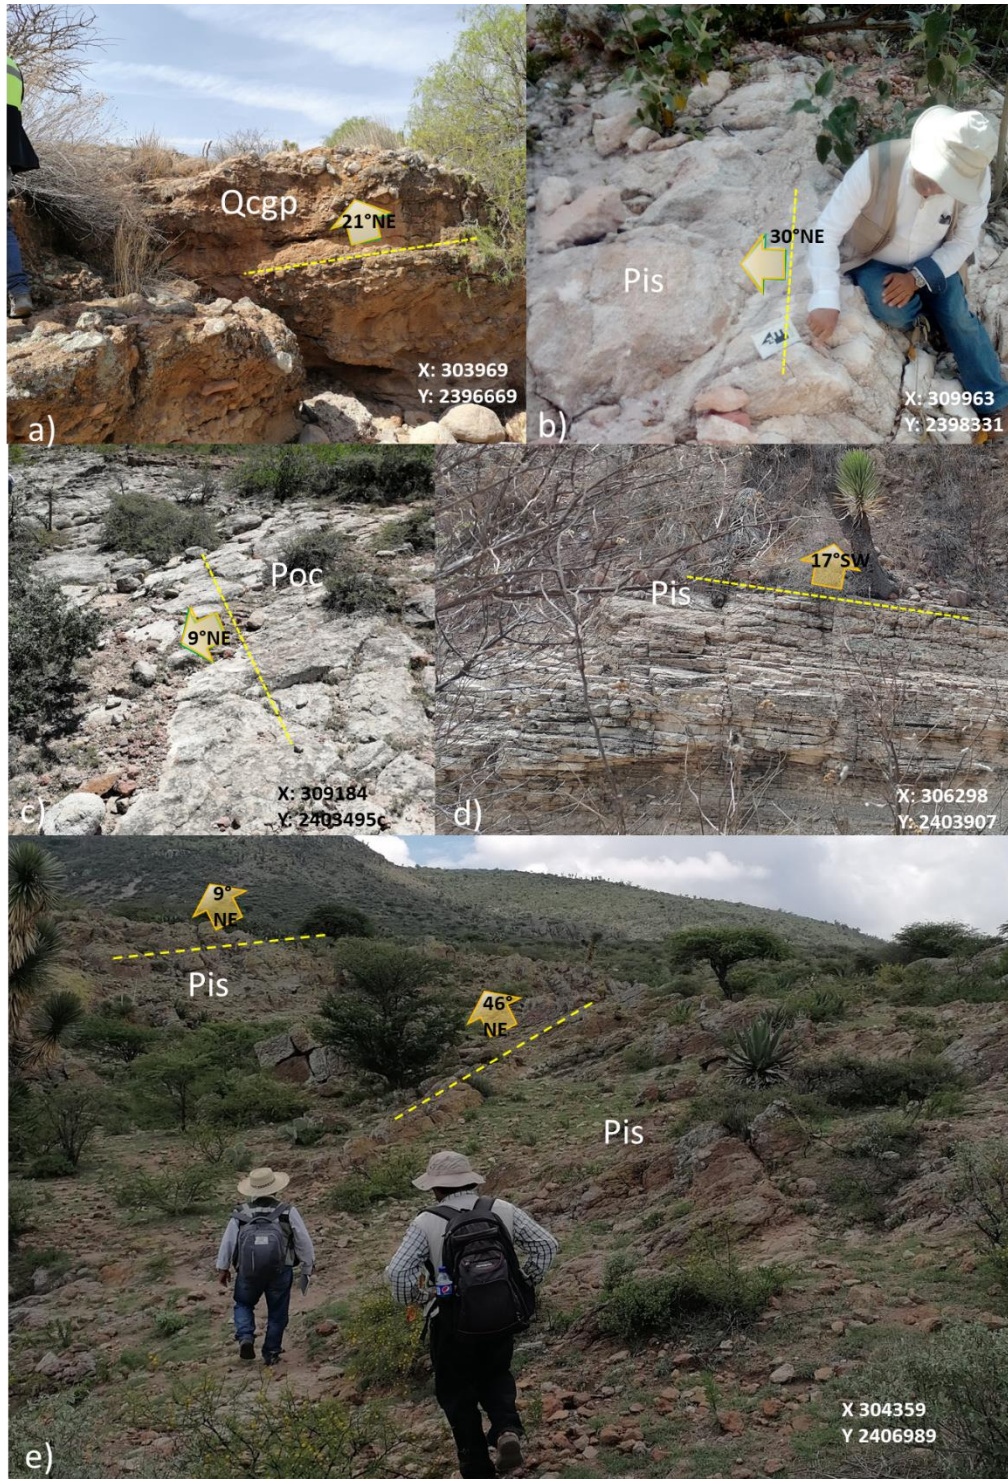 Qcgp
21°NE
X: 303969
Y: 2396669
a)
30°NE
Pis
X: 309963
Y: 2398331
b)
Poc
9°NE
X: 309184
Y: 2403495c
c)
17°SW
Pis
X: 306298
Y: 2403907
d)
9°
NE
Pis
46°
NE
Pis
X 304359
Y 2406989
e)